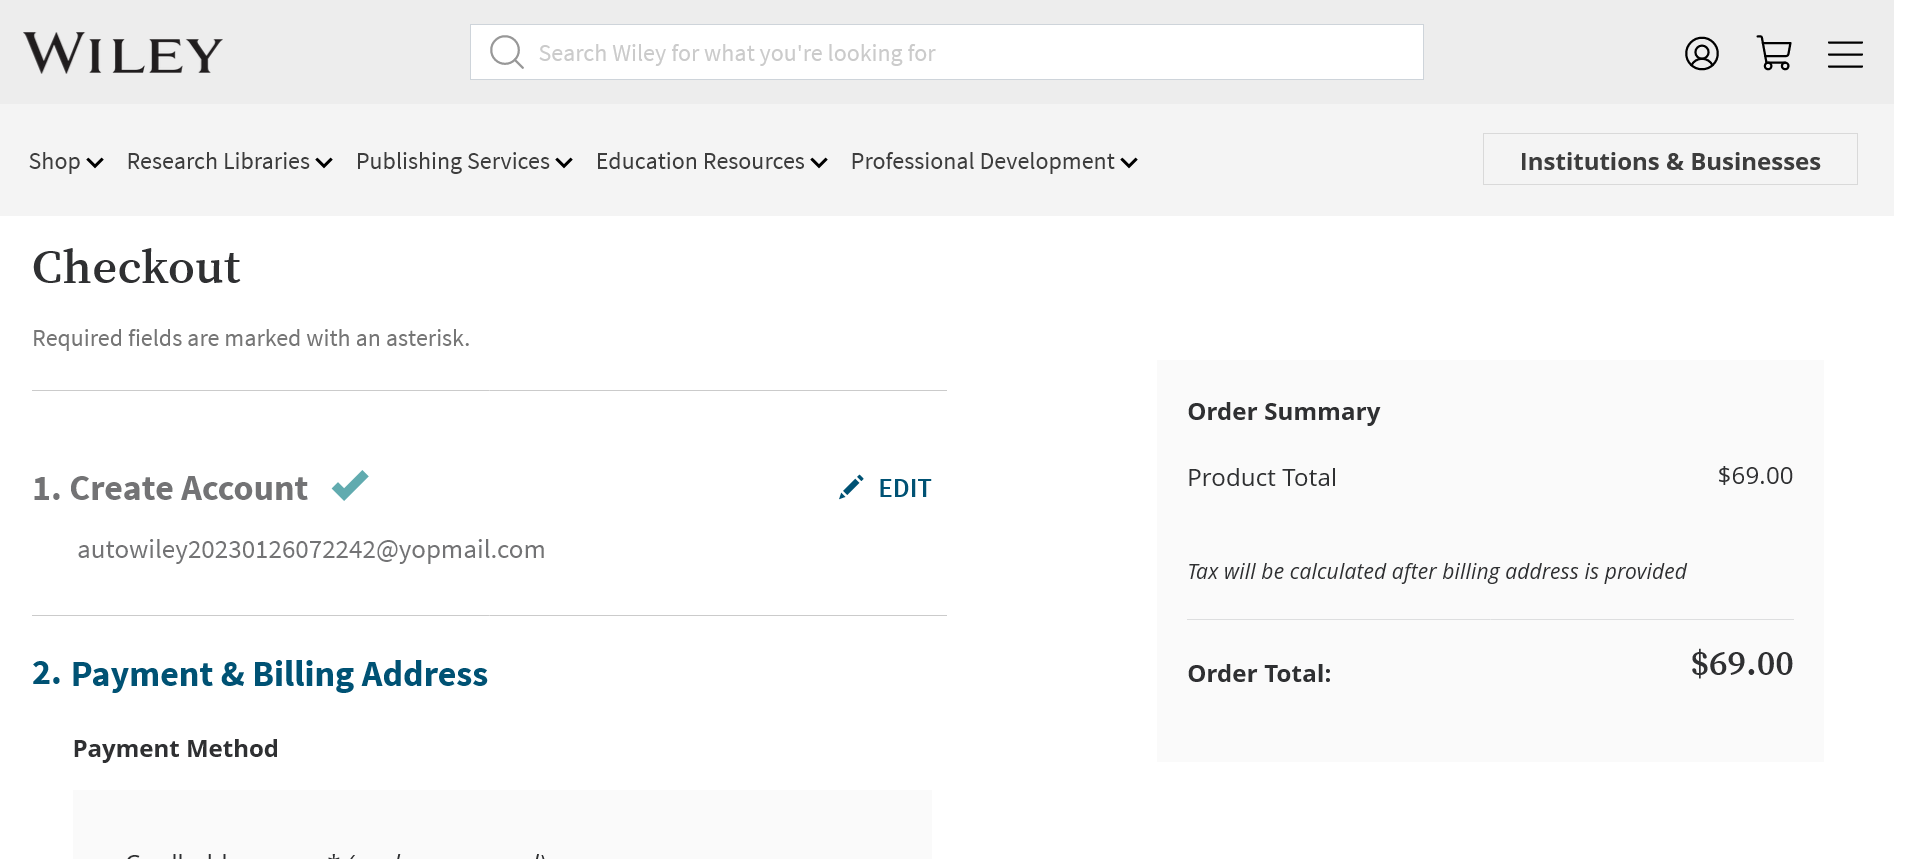 WILEY
Search Wiley for what you're looking for
Shop Research Libraries Publishing Services Education Resources Professional Development Institutions & Businesses
Checkout
Required fields are marked with an asterisk.
1. Create Account EDIT
autowiley20230126072242@yopmail.com
2. Payment & Billing Address
Payment Method
Order Summary
Product Total $69.00
Tax will be calculated after billing address is provided
Order Total: $69.00